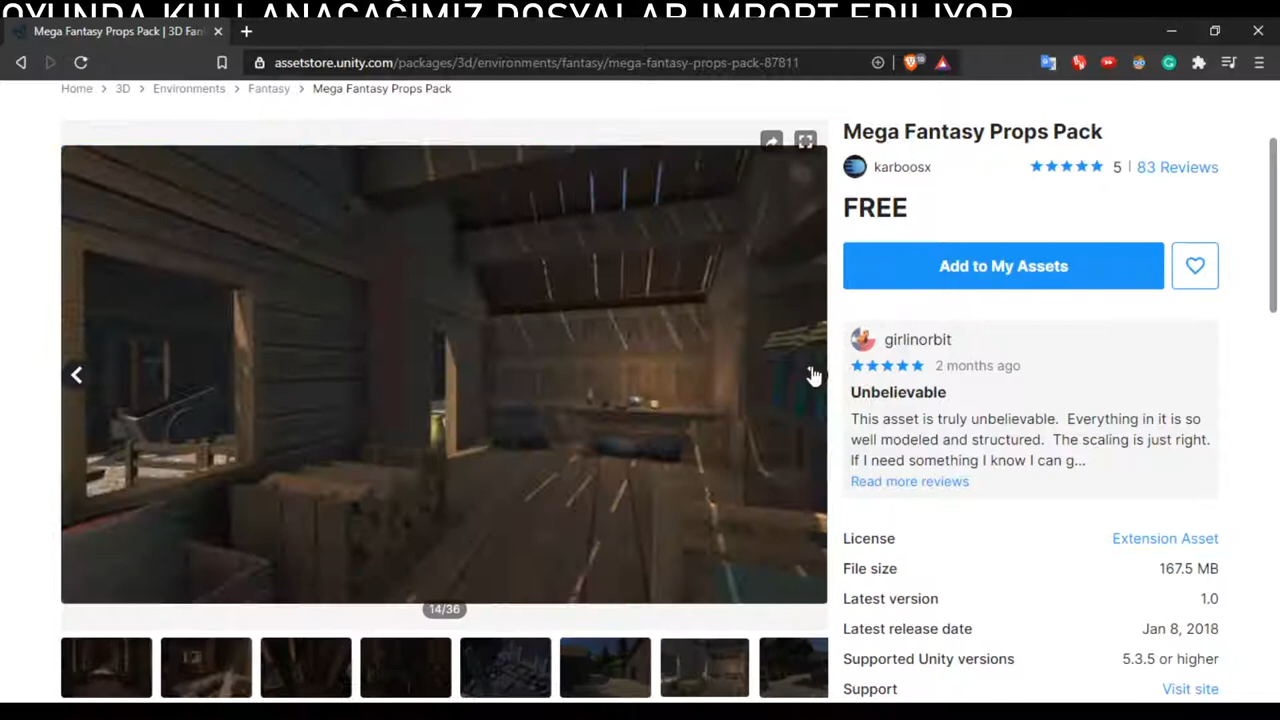 OYUNDA KULLANACAĞIMIZ DOSYALAR IMPORT EDİLİYOR
Mega Fantasy Props Pack | 3D Fan
assetstore.unity.com/packages/3d/environments/fantasy/mega-fantasy-props-pack-87811
Home > 3D > Environments > Fantasy > Mega Fantasy Props Pack
Mega Fantasy Props Pack
karboosx
5 | 83 Reviews
FREE
Add to My Assets
girlinorbit
2 months ago
Unbelievable
This asset is truly unbelievable. Everything in it is so
well modeled and structured. The scaling is just right.
If I need something I know I can g...
Read more reviews
License Extension Asset
File size 167.5 MB
Latest version 1.0
Latest release date Jan 8, 2018
Supported Unity versions 5.3.5 or higher
Support Visit site
14/36